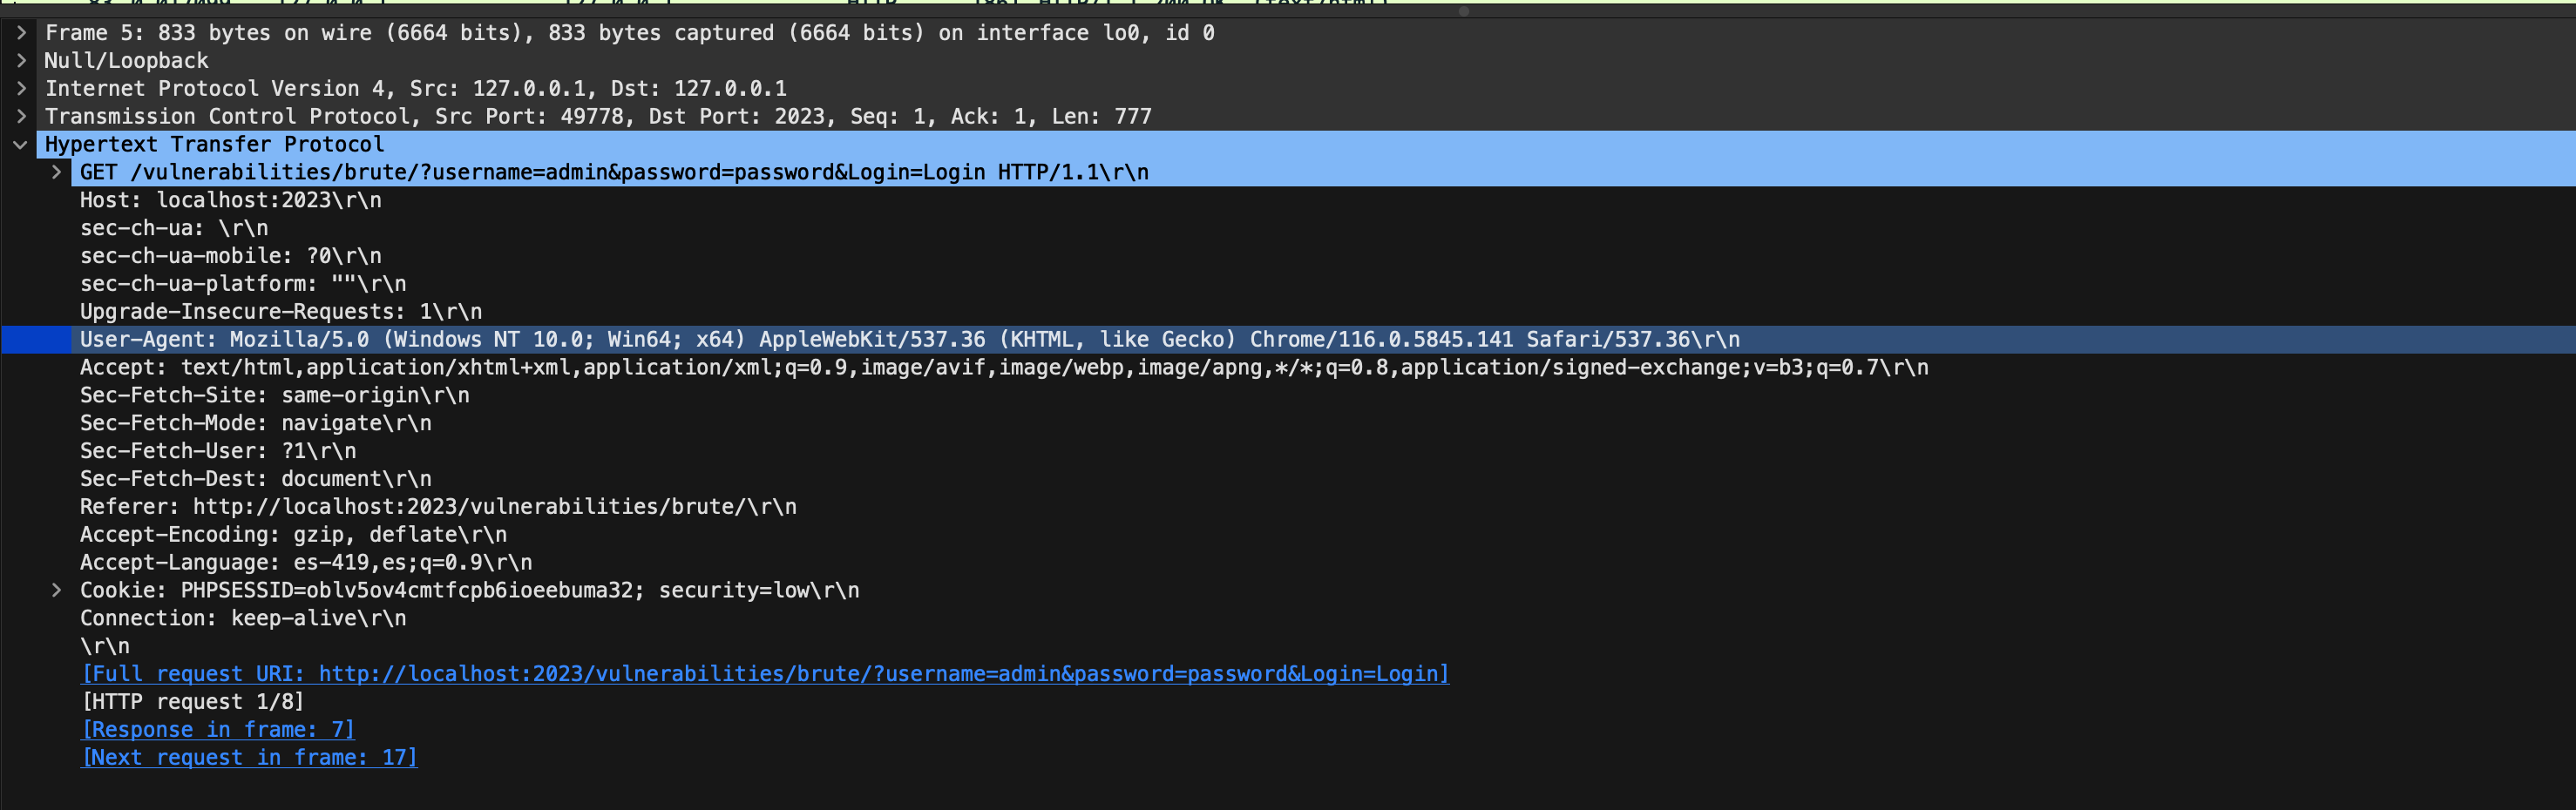 Frame 5: 833 bytes on wire (6664 bits), 833 bytes captured (6664 bits) on interface lo0, id 0
Null/Loopback
Internet Protocol Version 4, Src: 127.0.0.1, Dst: 127.0.0.1
Transmission Control Protocol, Src Port: 49778, Dst Port: 2023, Seq: 1, Ack: 1, Len: 777
Hypertext Transfer Protocol
GET /vulnerabilities/brute/?username=admin&password=password&Login=Login HTTP/1.1\r\n
Host: localhost:2023\r\n
sec-ch-ua: \r\n
sec-ch-ua-mobile: ?0\r\n
sec-ch-ua-platform: ""\r\n
Upgrade-Insecure-Requests: 1\r\n
User-Agent: Mozilla/5.0 (Windows NT 10.0; Win64; x64) AppleWebKit/537.36 (KHTML, like Gecko) Chrome/116.0.5845.141 Safari/537.36\r\n
Accept: text/html,application/xhtml+xml,application/xml;q=0.9,image/avif,image/webp,image/apng,*/*;q=0.8,application/signed-exchange;v=b3;q=0.7\r\n
Sec-Fetch-Site: same-origin\r\n
Sec-Fetch-Mode: navigate\r\n
Sec-Fetch-User: ?1\r\n
Sec-Fetch-Dest: document\r\n
Referer: http://localhost:2023/vulnerabilities/brute/\r\n
Accept-Encoding: gzip, deflate\r\n
Accept-Language: es-419,es;q=0.9\r\n
Cookie: PHPSESSID=oblv5ov4cmtfcpb6ioeebuma32; security=low\r\n
Connection: keep-alive\r\n
\r\n
[Full request URI: http://localhost:2023/vulnerabilities/brute/?username=admin&password=password&Login=Login]
[HTTP request 1/8]
[Response in frame: 7]
[Next request in frame: 17]